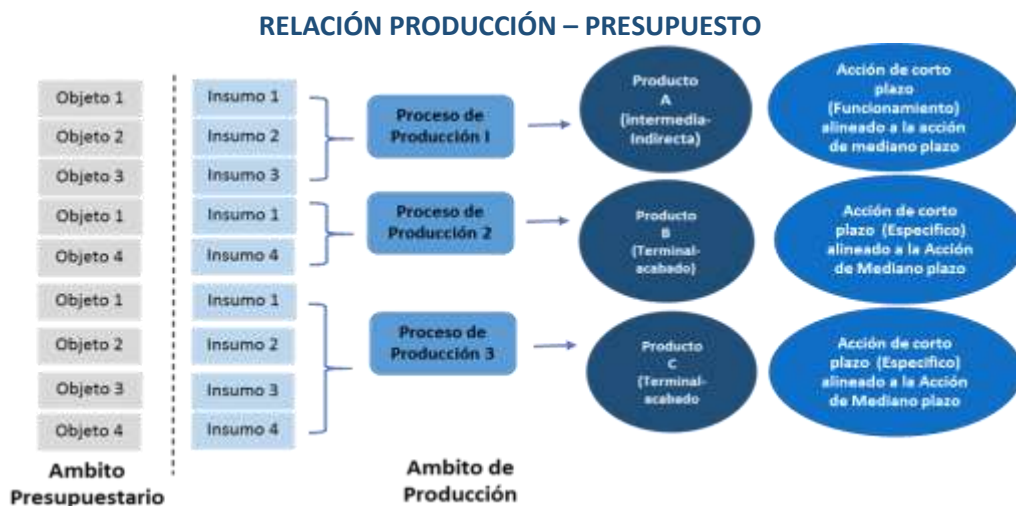 RELACIÓN PRODUCCIÓN – PRESUPUESTO
Objeto 1
Objeto 2
Objeto 3
Objeto 1
Objeto 4
Objeto 1
Objeto 2
Objeto 3
Objeto 4
Ambito
Presupuestario
Insumo 1
Insumo 2
Insumo 3
Insumo 1
Insumo 4
Insumo 1
Insumo 2
Insumo 3
Insumo 4
Proceso de
Producción I
Proceso de
Producción 2
Proceso de
Producción 3
Ambito de
Producción
Producto
A
(intermedia-
Indirecta)
Producto
B
(Terminal-
acabado)
Producto
C
(Terminal-
acabado
Acción de corto
plazo
(Funcionamiento)
alineado a la acción
de mediano plazo
Acción de corto
plazo (Especifico)
alineado a la Acción
de Mediano plazo
Acción de corto
plazo (Especifico)
alineado a la Acción
de Mediano plazo